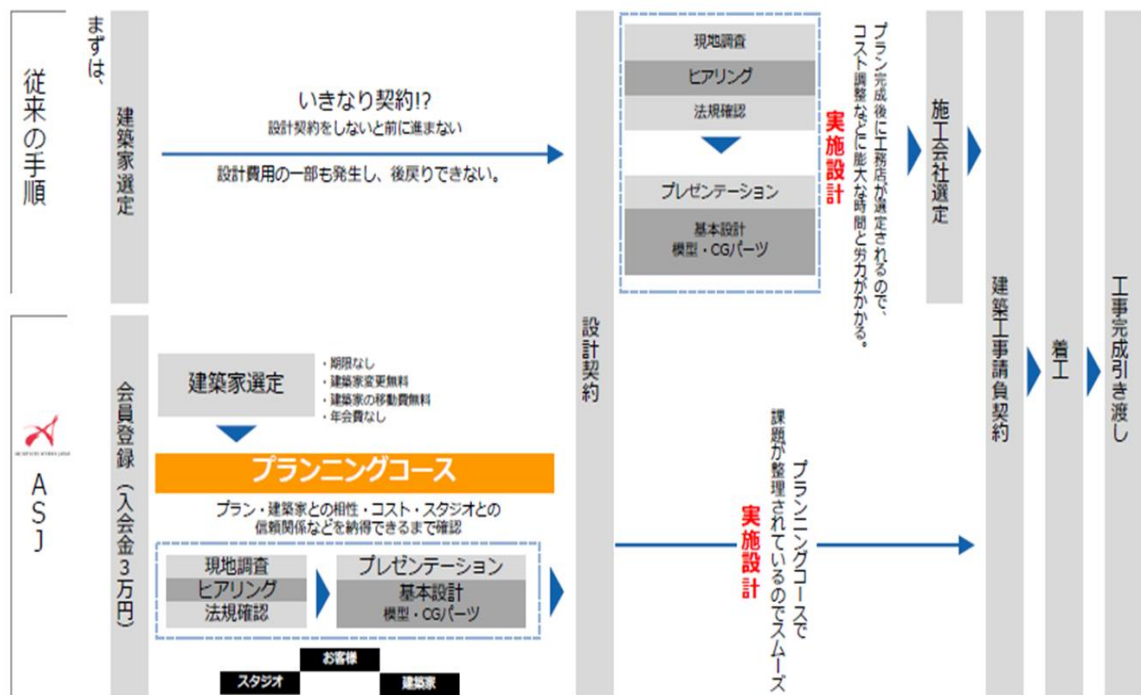 従来の手順
まずは、
建築家選定
いきなり契約!?
設計契約をしないと前に進まない
設計費用の一部も発生し、後戻りできない。
現地調査
ヒアリング
法規確認
プレゼンテーション
基本設計
模型・CGパーツ
実施設計
プラン完成後に工務店が選定されるので、
コスト調整などに膨大な時間と労力がかかる。
施工会社選定
ASJ
会員登録（入会金3万円）
建築家選定
・期限なし
・建築家変更無料
・建築家の移動費無料
・年会費なし
プランニングコース
プラン・建築家との相性・コスト・スタジオとの
信頼関係などを納得できるまで確認
現地調査
ヒアリング
法規確認
プレゼンテーション
基本設計
模型・CGパーツ
お客様
スタジオ
建築家
設計契約
実施設計
プランニングコースで
課題が整理されているのでスムーズ
建築工事請負契約
着工
工事完成引き渡し